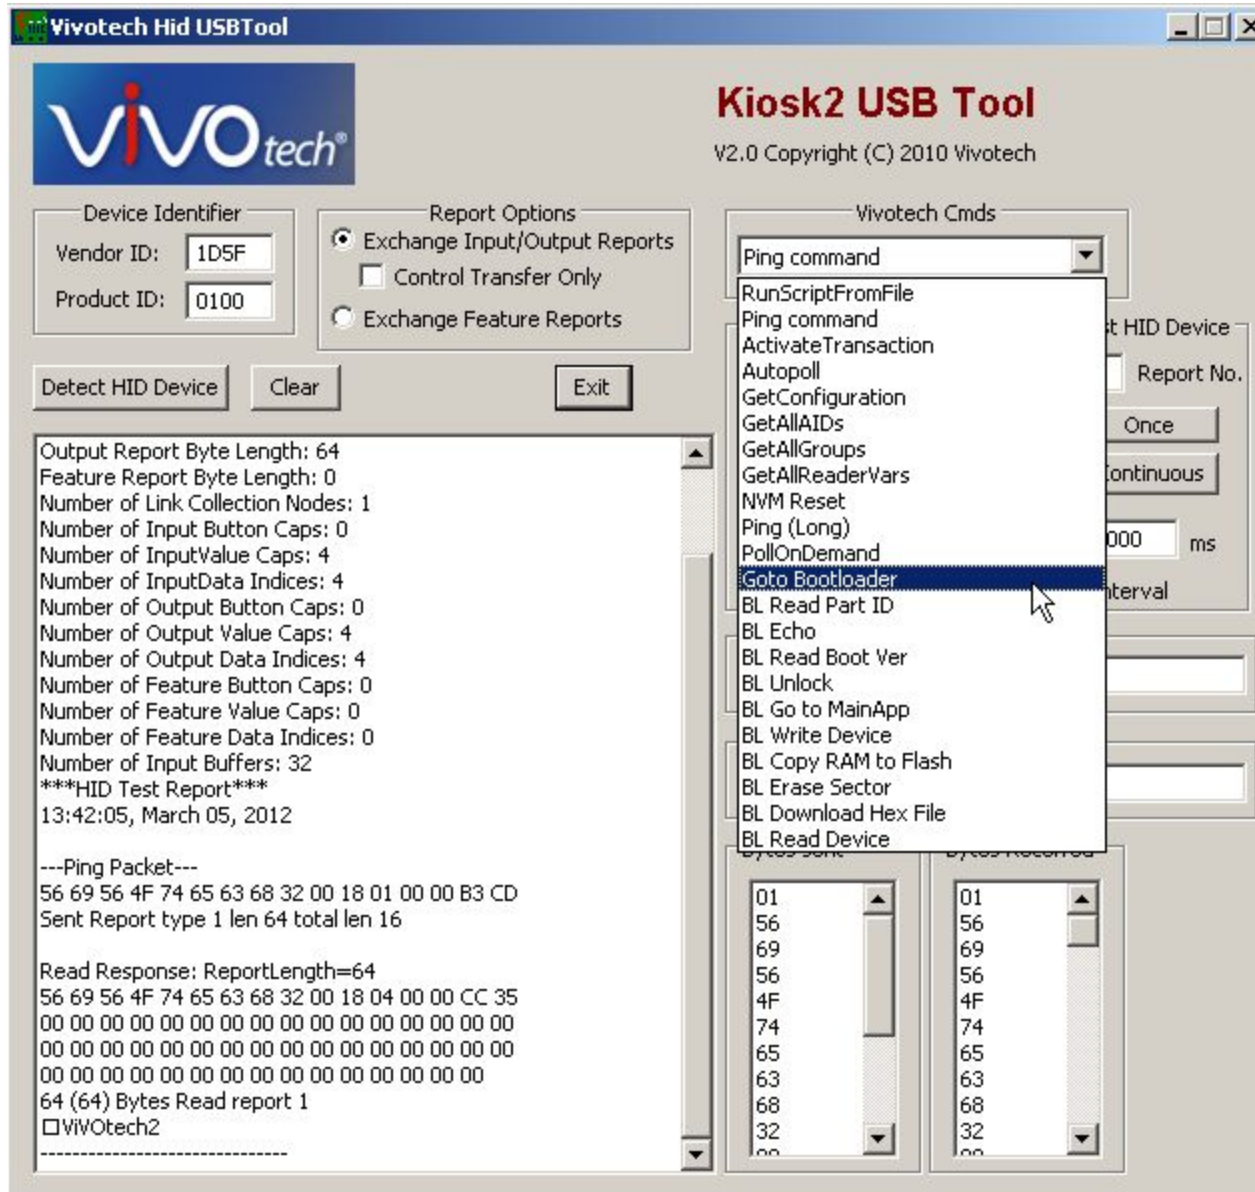 Vivotech Hid USBTool
ViVOtech®
Kiosk2 USB Tool
V2.0 Copyright (C) 2010 Vivotech
Device Identifier
Vendor ID: 1D5F
Product ID: 0100
Report Options
Exchange Input/Output Reports
Control Transfer Only
Exchange Feature Reports
Vivotech Cmds
Ping command
RunScriptFromFile
Ping command
ActivateTransaction
Autopoll
GetConfiguration
GetAllAIDs
GetAllGroups
GetAllReaderVars
NVM Reset
Ping (Long)
PollOnDemand
Goto Bootloader
BL Read Part ID
BL Echo
BL Read Boot Ver
BL Unlock
BL Go to MainApp
BL Write Device
BL Copy RAM to Flash
BL Erase Sector
BL Download Hex File
BL Read Device
HID Device
Report No.
Once
ontinuous
000 ms
Detect HID Device
Clear
Exit
Output Report Byte Length: 64
Feature Report Byte Length: 0
Number of Link Collection Nodes: 1
Number of Input Button Caps: 0
Number of InputValue Caps: 4
Number of InputData Indices: 4
Number of Output Button Caps: 0
Number of Output Value Caps: 4
Number of Output Data Indices: 4
Number of Feature Button Caps: 0
Number of Feature Value Caps: 0
Number of Feature Data Indices: 0
Number of Input Buffers: 32
***HID Test Report***
13:42:05, March 05, 2012
---Ping Packet---
56 69 56 4F 74 65 63 68 32 00 18 01 00 00 B3 CD
Sent Report type 1 len 64 total len 16
Read Response: ReportLength=64
56 69 56 4F 74 65 63 68 32 00 18 04 00 00 CC 35
00 00 00 00 00 00 00 00 00 00 00 00 00 00 00 00
00 00 00 00 00 00 00 00 00 00 00 00 00 00 00 00
00 00 00 00 00 00 00 00 00 00 00 00 00 00 00
64 (64) Bytes Read report 1
ViVOtech2
-------------------------------
01
56
69
56
4F
74
65
63
68
32
01
56
69
56
4F
74
65
63
68
32